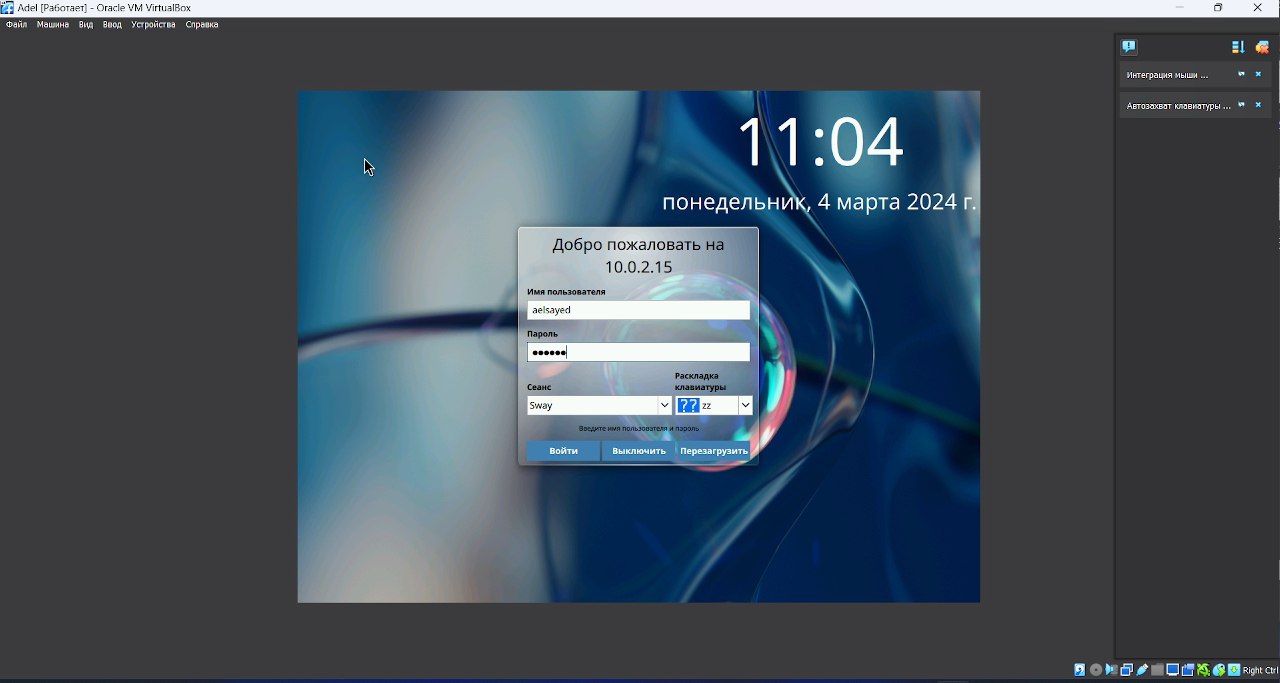 Adel [Работает] - Oracle VM VirtualBox
Файл Машина Вид Ввод Устройства Справка
Интеграция мыши ...
Автозахват клавиатуры ...
11:04
понедельник, 4 марта 2024 г.
Добро пожаловать на
10.0.2.15
Имя пользователя
aelsayed
Пароль
Раскладка
клавиатуры
Сеанс
Sway
?? zz
Введите имя пользователя и пароль
Войти Выключить Перезагрузить
Right Ctrl